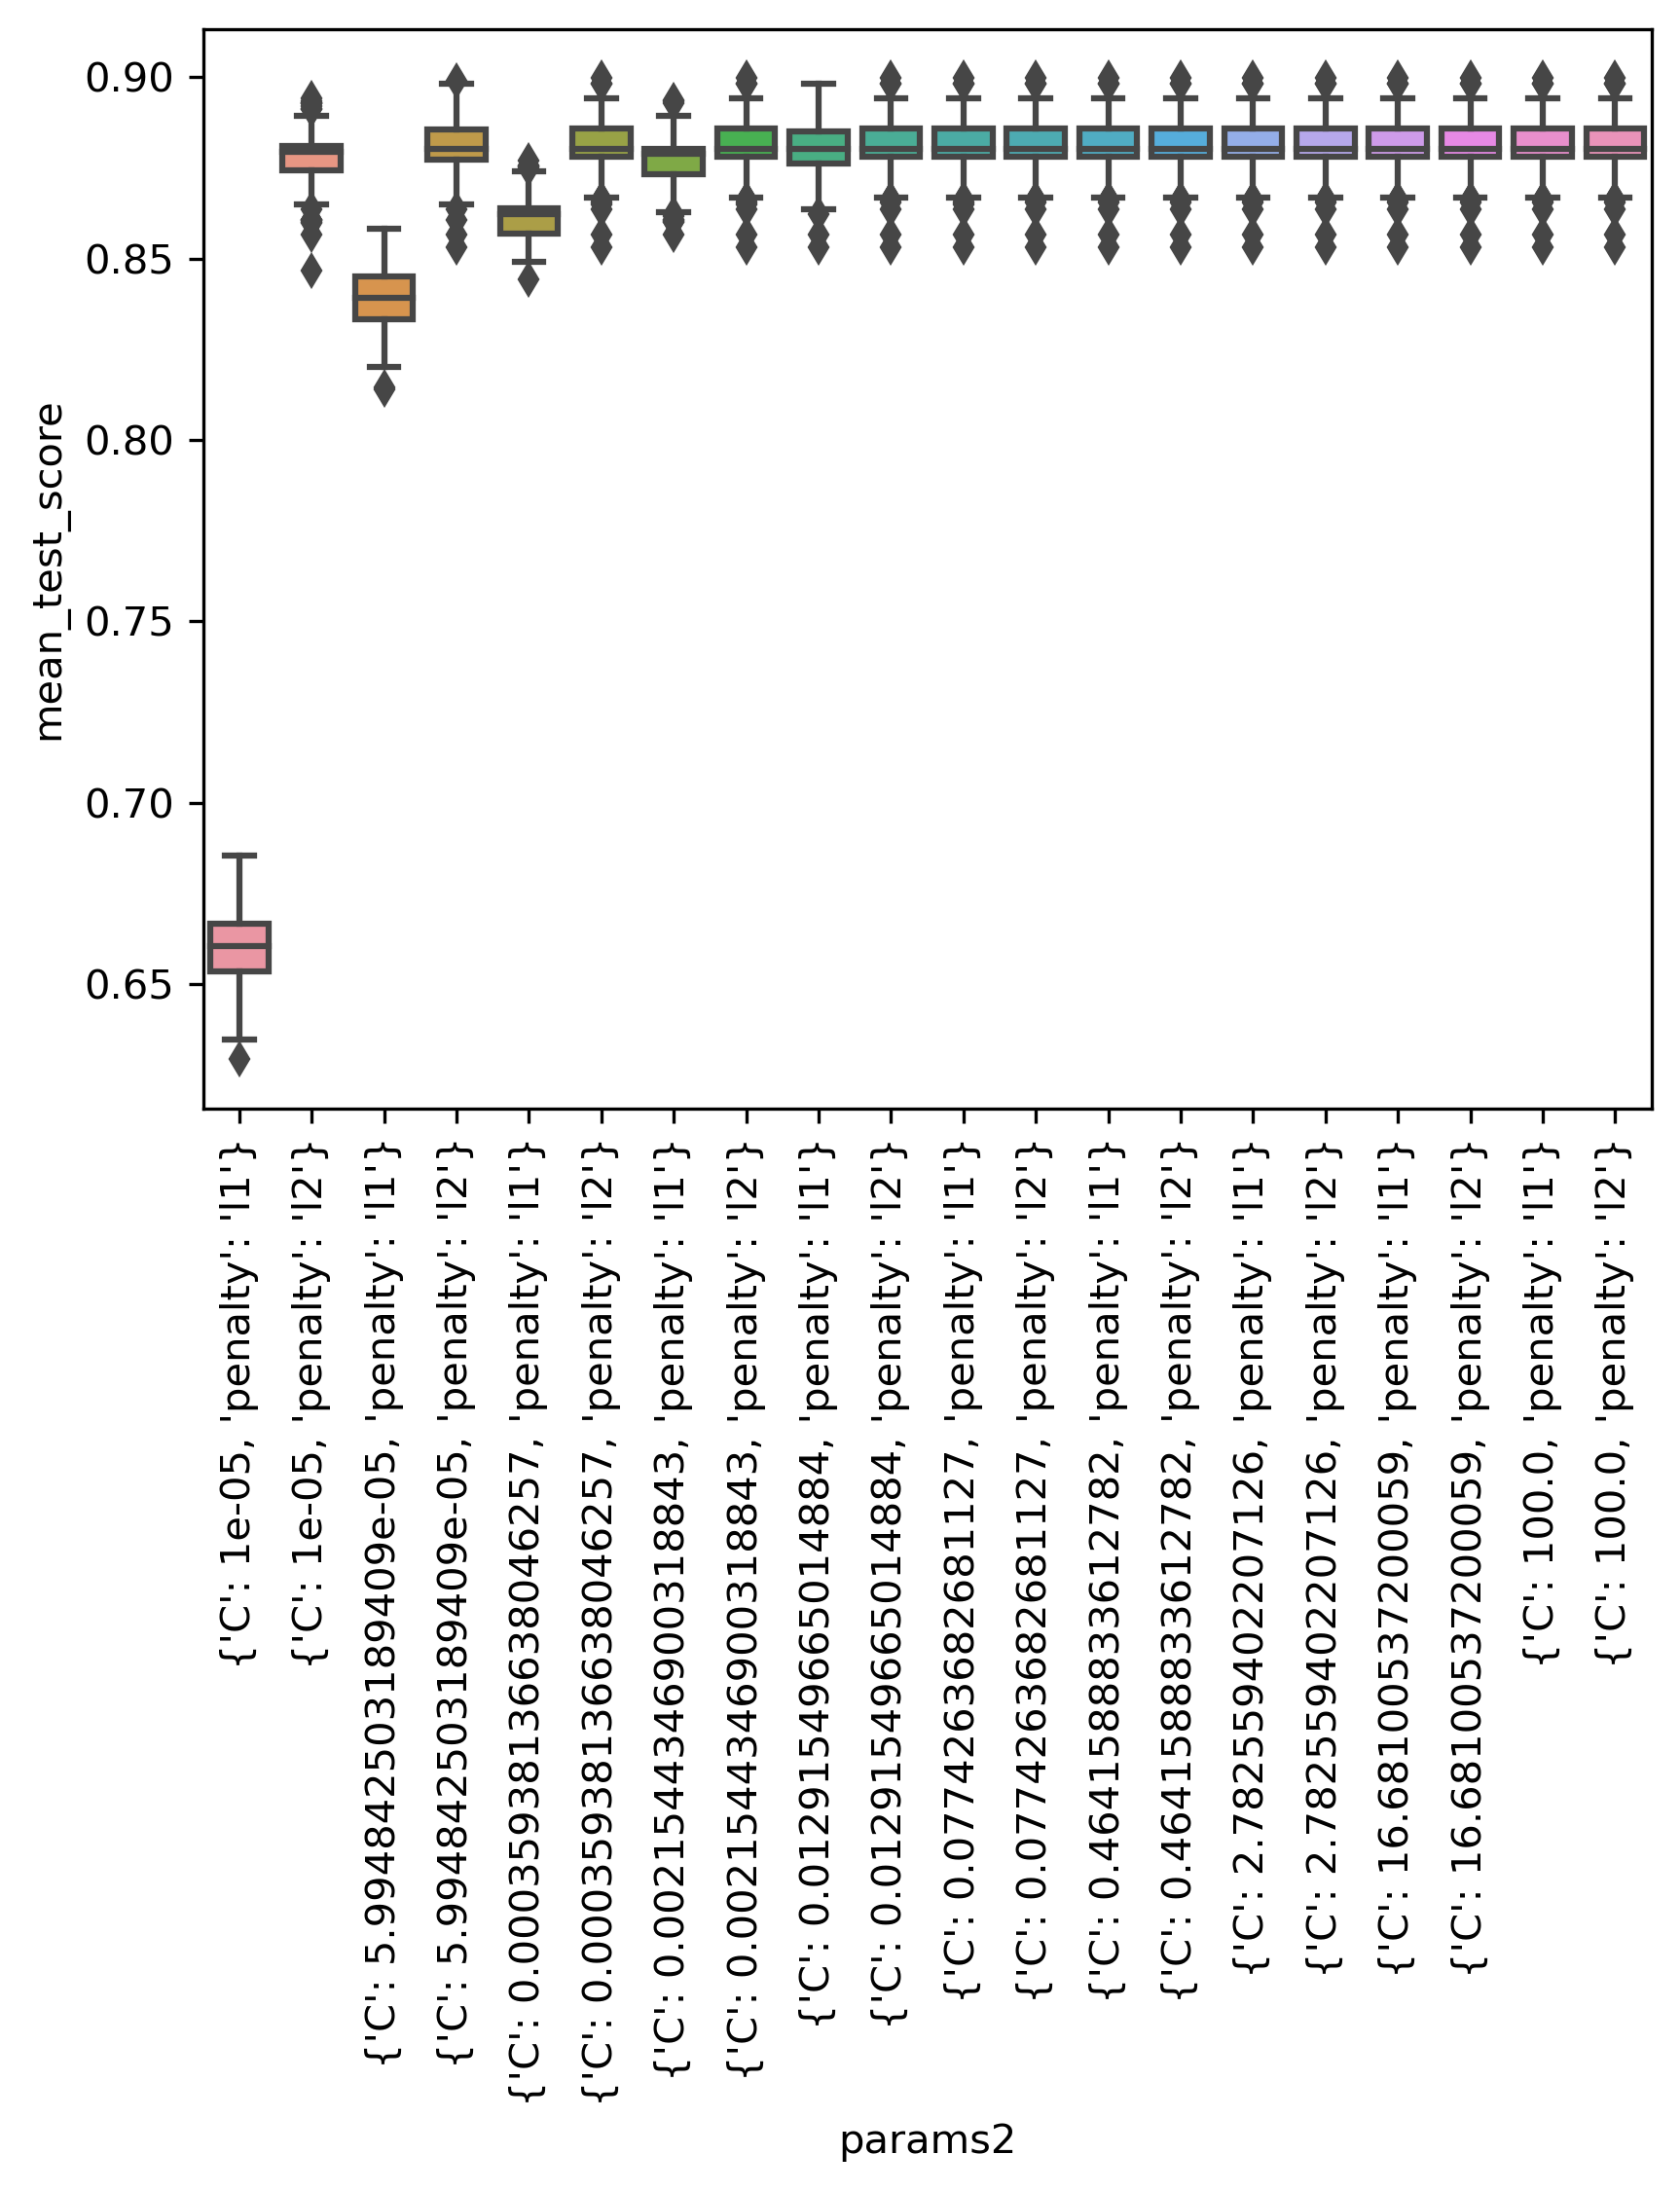 0.90
0.85
0.80
0.75
0.70
0.65
mean_test_score
{'C': 1e-05, 'penalty': 'l1'}
{'C': 1e-05, 'penalty': 'l2'}
{'C': 5.994842503189409e-05, 'penalty': 'l1'}
{'C': 5.994842503189409e-05, 'penalty': 'l2'}
{'C': 0.00035938136638046257, 'penalty': 'l1'}
{'C': 0.00035938136638046257, 'penalty': 'l2'}
{'C': 0.0021544346900318843, 'penalty': 'l1'}
{'C': 0.0021544346900318843, 'penalty': 'l2'}
{'C': 0.01291549665014884, 'penalty': 'l1'}
{'C': 0.01291549665014884, 'penalty': 'l2'}
{'C': 0.0774263682681127, 'penalty': 'l1'}
{'C': 0.0774263682681127, 'penalty': 'l2'}
{'C': 0.4641588833612782, 'penalty': 'l1'}
{'C': 0.4641588833612782, 'penalty': 'l2'}
{'C': 2.782559402207126, 'penalty': 'l1'}
{'C': 2.782559402207126, 'penalty': 'l2'}
{'C': 16.68100537200059, 'penalty': 'l1'}
{'C': 16.68100537200059, 'penalty': 'l2'}
{'C': 100.0, 'penalty': 'l1'}
{'C': 100.0, 'penalty': 'l2'}
params2